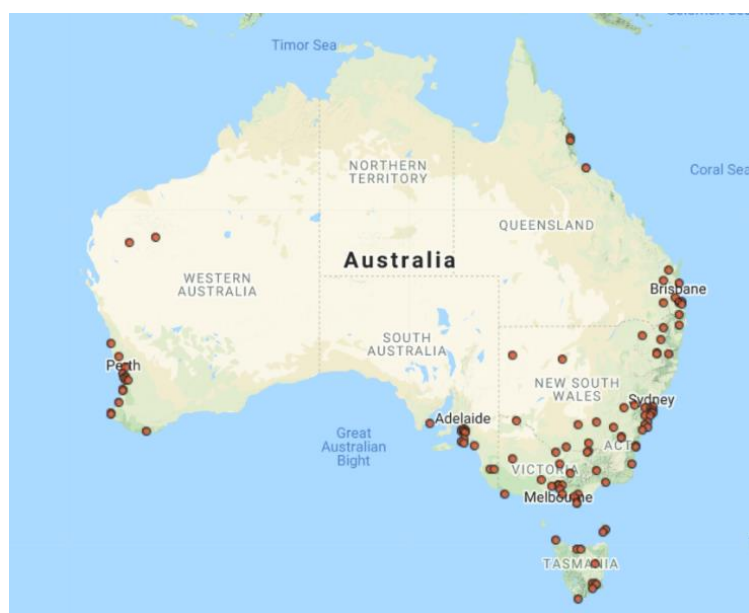 Timor Sea
NORTHERN
TERRITORY
Coral Sea
QUEENSLAND
Australia
WESTERN
AUSTRALIA
Brisbane
SOUTH
AUSTRALIA
Perth
NEW SOUTH
WALES
Sydney
Adelaide
Great
Australian
Bight
ACT
VICTORIA
Melbourne
TASMANIA